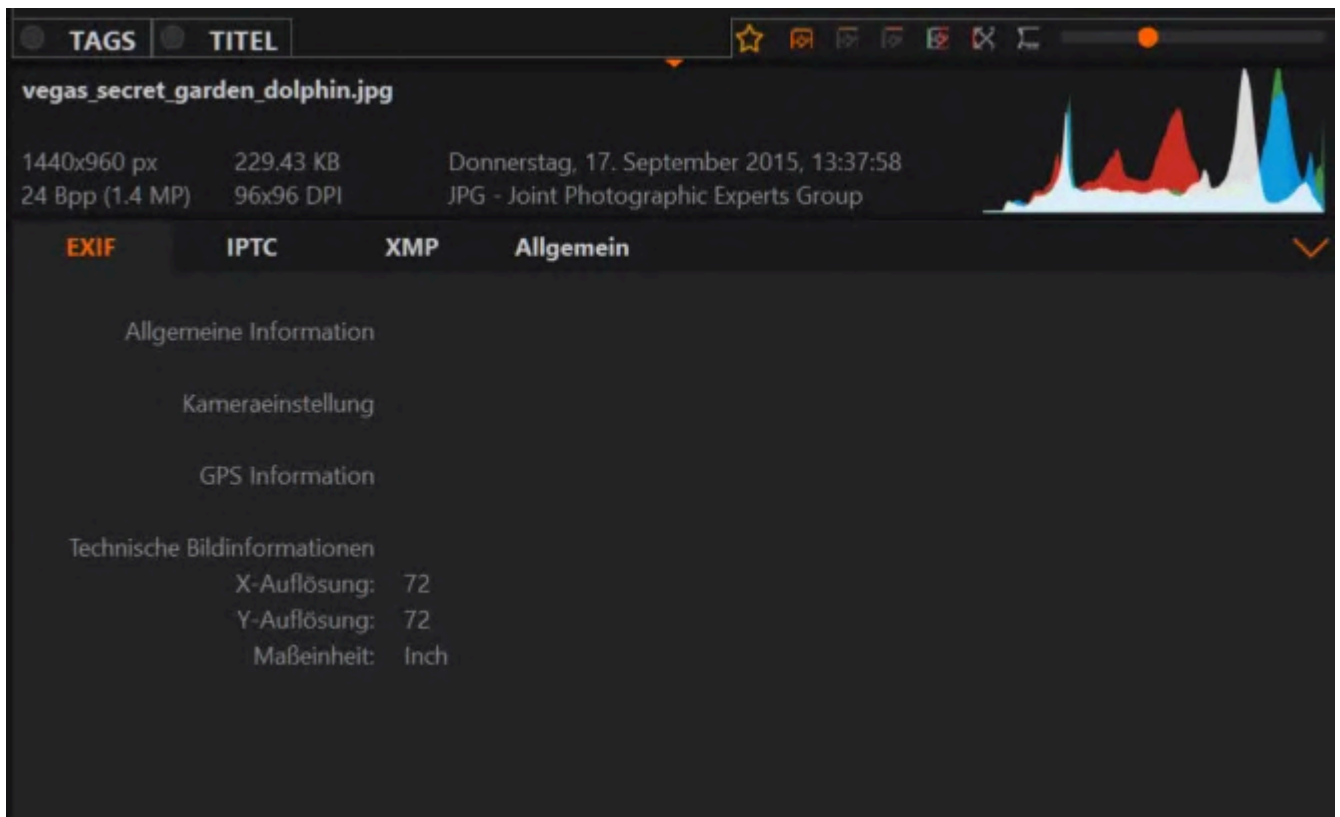 TAGS TITEL
vegas_secret_garden_dolphin.jpg
1440x960 px 229.43 KB Donnerstag, 17. September 2015, 13:37:58
24 Bpp (1.4 MP) 96x96 DPI JPG - Joint Photographic Experts Group
EXIF IPTC XMP Allgemein
Allgemeine Information
Kameraeinstellung
GPS Information
Technische Bildinformationen
X-Auflösung: 72
Y-Auflösung: 72
Maßeinheit: Inch